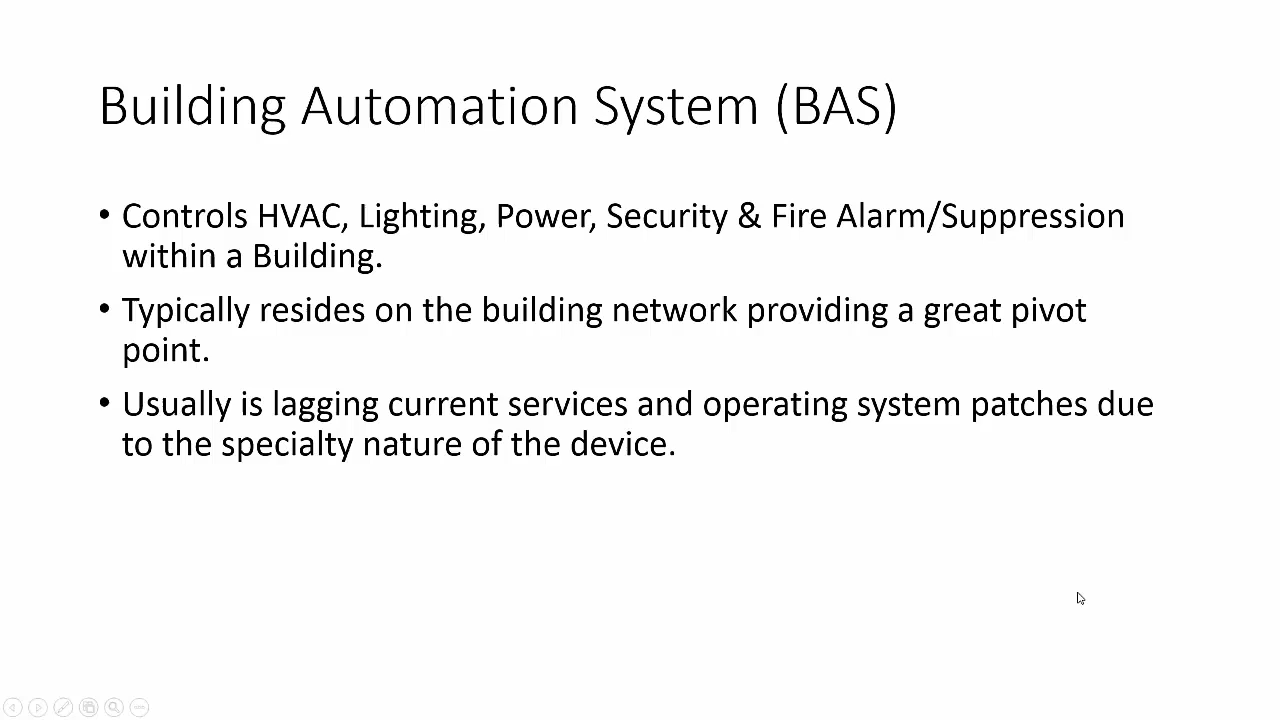 Building Automation System (BAS)
• Controls HVAC, Lighting, Power, Security & Fire Alarm/Suppression
within a Building.
• Typically resides on the building network providing a great pivot
point.
• Usually is lagging current services and operating system patches due
to the specialty nature of the device.